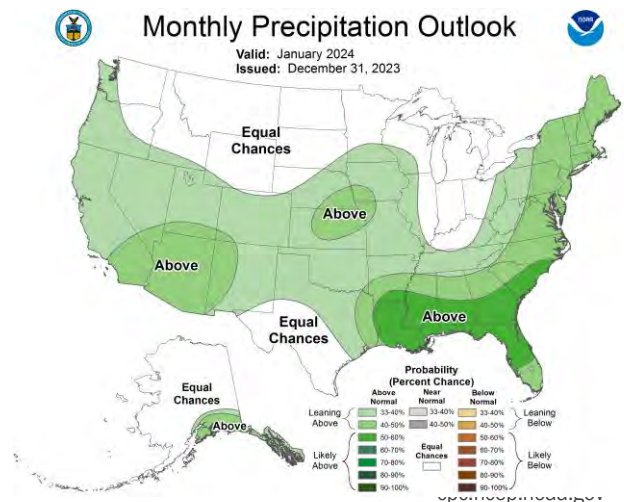 Monthly Precipitation Outlook
Valid: January 2024
Issued: December 31, 2023
NOAA
Equal
Chances
Above
Above
Equal
Chances
Above
Equal
Chances
Above
Probability
(Percent Chance)
Above Normal
Near Normal
Below Normal
Leaning Above
33-40%
33-40%
33-40%
Leaning Below
40-50%
40-50%
40-50%
Likely Above
50-60%
Equal Chances
50-60%
Likely Below
60-70%
60-70%
70-80%
70-80%
80-90%
80-90%
90-100%
90-100%